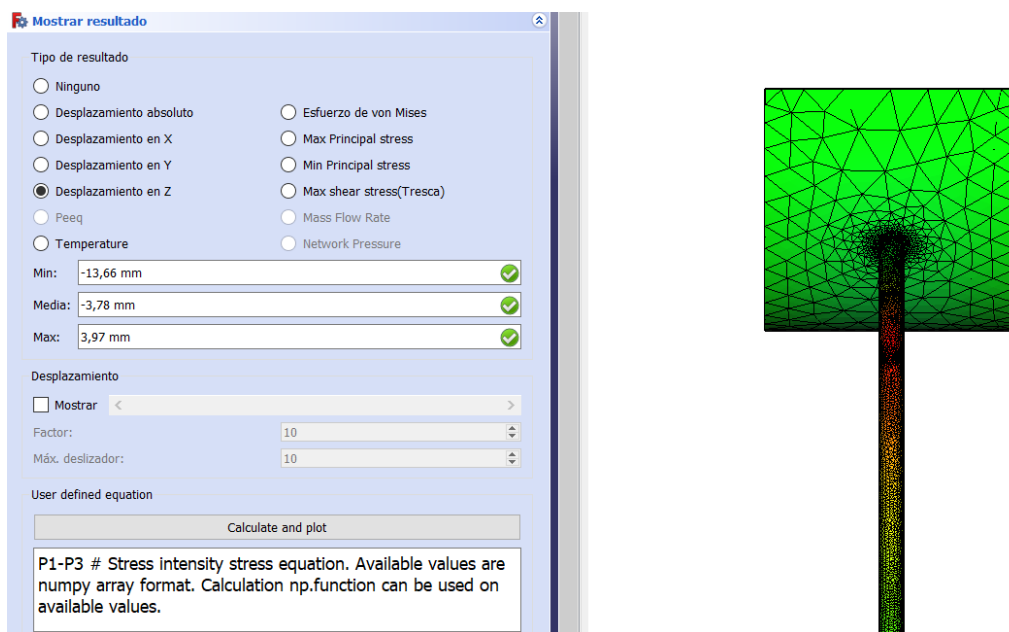 Mostrar resultado
Tipo de resultado
Ninguno
Desplazamiento absoluto
Esfuerzo de von Mises
Desplazamiento en X
Max Principal stress
Desplazamiento en Y
Min Principal stress
Desplazamiento en Z
Max shear stress(Tresca)
Peeq
Mass Flow Rate
Temperature
Network Pressure
Min: -13,66 mm
Media: -3,78 mm
Max: 3,97 mm
Desplazamiento
Mostrar
Factor: 10
Máx. deslizador: 10
User defined equation
Calculate and plot
P1-P3 # Stress intensity stress equation. Available values are
numpy array format. Calculation np.function can be used on
available values.